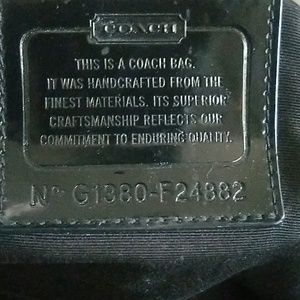 COACH
THIS IS A COACH BAG.
IT WAS HANDCRAFTED FROM THE
FINEST MATERIALS. ITS SUPERIOR
CRAFTSMANSHIP REFLECTS OUR
COMMITMENT TO ENDURING QUALITY.
Nº G1380-F24882